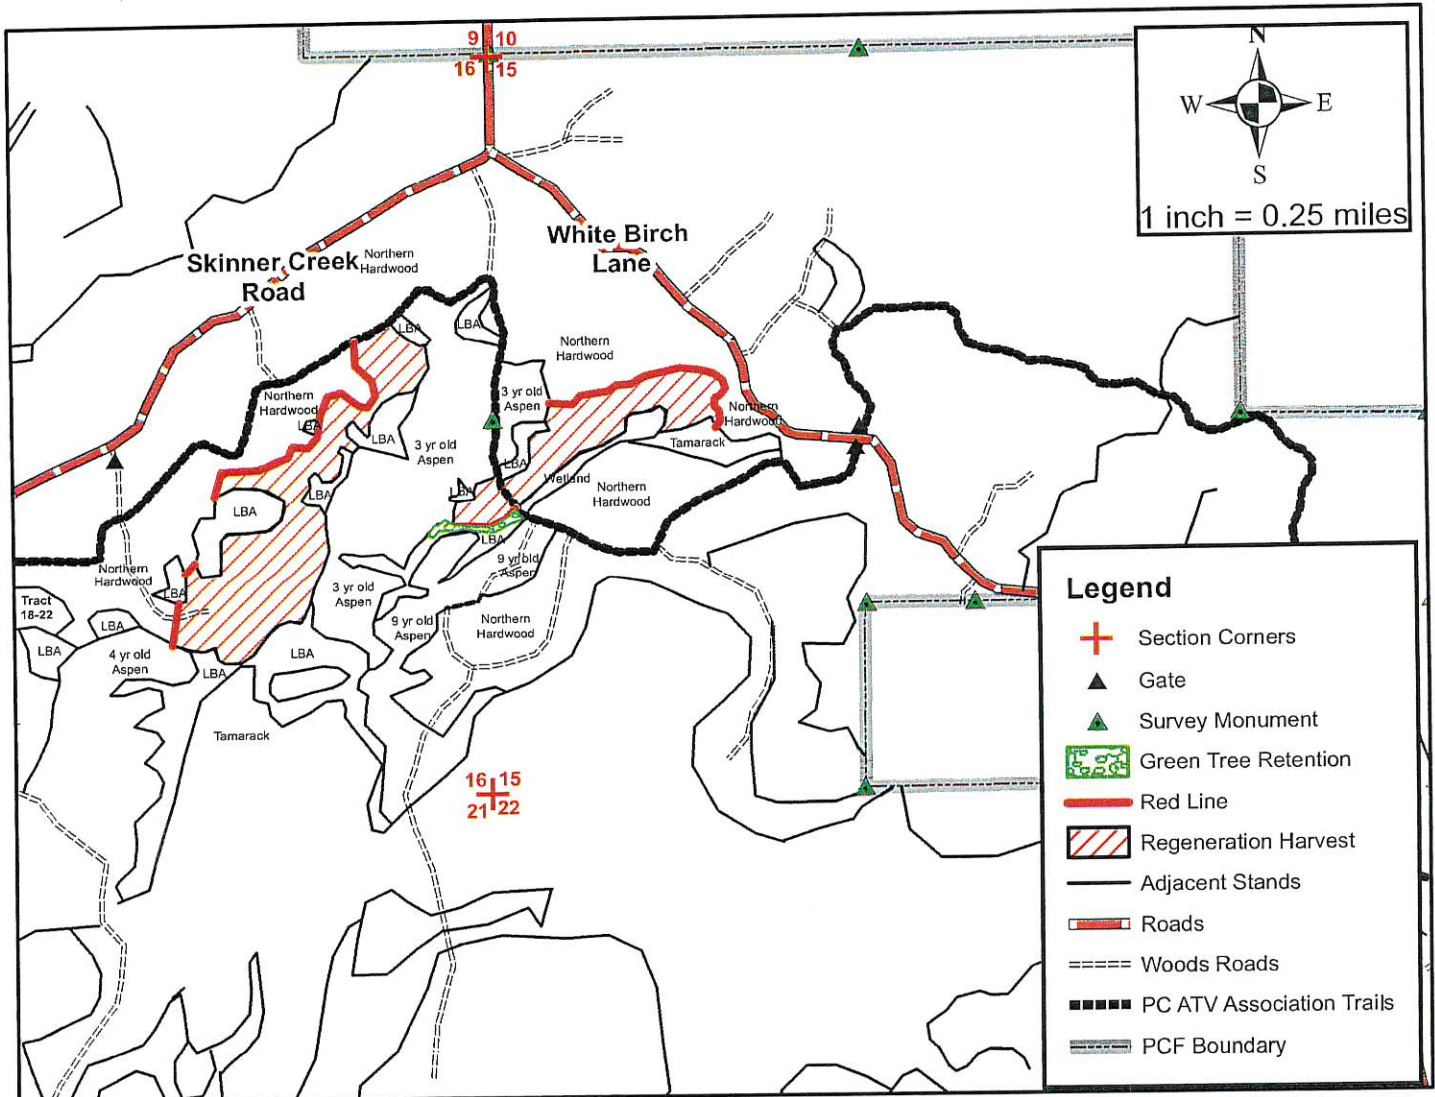 9 10
16 15
N
W E
S
1 inch = 0.25 miles
White Birch
Lane
Skinner Creek
Road
Northern
Hardwood
LBA
LBA
Northern
Hardwood
3 yr old
Aspen
Northern
Hardwood
LBA
Northern
Hardwood
LBA
3 yr old
Aspen
Tamarack
LBA
Wetland
LBA
LBA
Northern
Hardwood
LBA
LBA
9 yr old
Aspen
Northern
Hardwood
LBA
3 yr old
Aspen
Tract
18-22
LBA
9 yr old
Aspen
Northern
Hardwood
LBA
4 yr old
Aspen
LBA
LBA
Tamarack
16 15
21 22
Legend
Section Corners
Gate
Survey Monument
Green Tree Retention
Red Line
Regeneration Harvest
Adjacent Stands
Roads
Woods Roads
PC ATV Association Trails
PCF Boundary